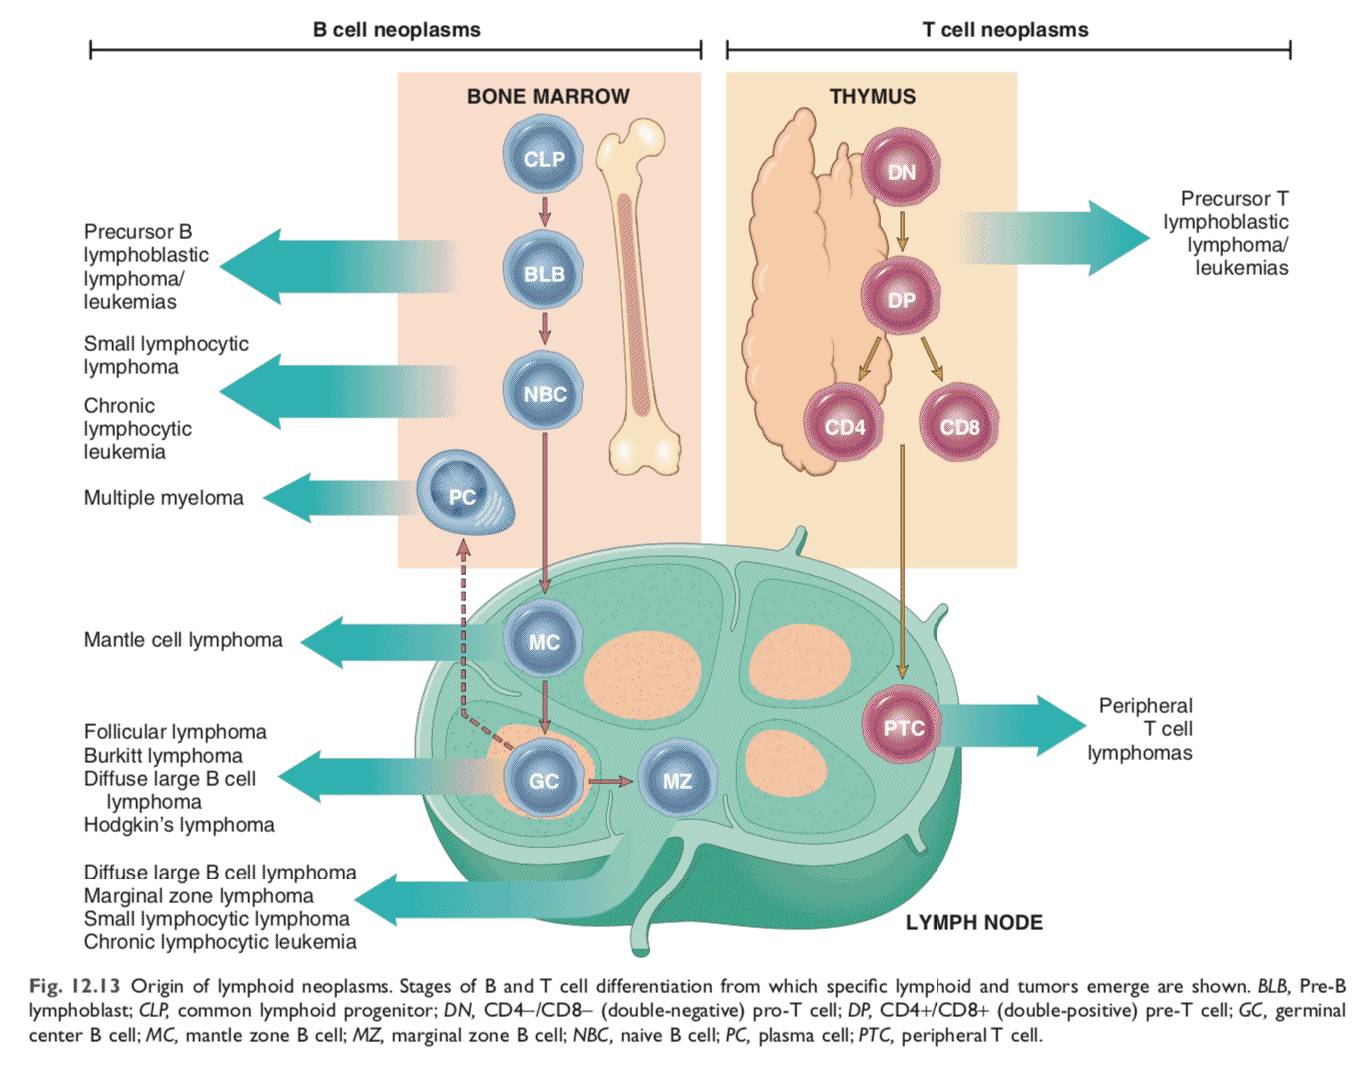 B cell neoplasms
T cell neoplasms
BONE MARROW
THYMUS
CLP
BLB
NBC
PC
DN
DP
CD4
CD8
Precursor B
lymphoblastic
lymphoma/
leukemias
Small lymphocytic
lymphoma
Chronic
lymphocytic
leukemia
Multiple myeloma
Precursor T
lymphoblastic
lymphoma/
leukemias
MC
GC
MZ
PTC
Mantle cell lymphoma
Follicular lymphoma
Burkitt lymphoma
Diffuse large B cell
lymphoma
Hodgkin's lymphoma
Diffuse large B cell lymphoma
Marginal zone lymphoma
Small lymphocytic lymphoma
Chronic lymphocytic leukemia
Peripheral
T cell
lymphomas
LYMPH NODE
Fig. 12.13 Origin of lymphoid neoplasms. Stages of B and T cell differentiation from which specific lymphoid and tumors emerge are shown. BLB, Pre-B
lymphoblast; CLP, common lymphoid progenitor; DN, CD4–/CD8– (double-negative) pro-T cell; DP, CD4+/CD8+ (double-positive) pre-T cell; GC, germinal
center B cell; MC, mantle zone B cell; MZ, marginal zone B cell; NBC, naive B cell; PC, plasma cell; PTC, peripheral T cell.